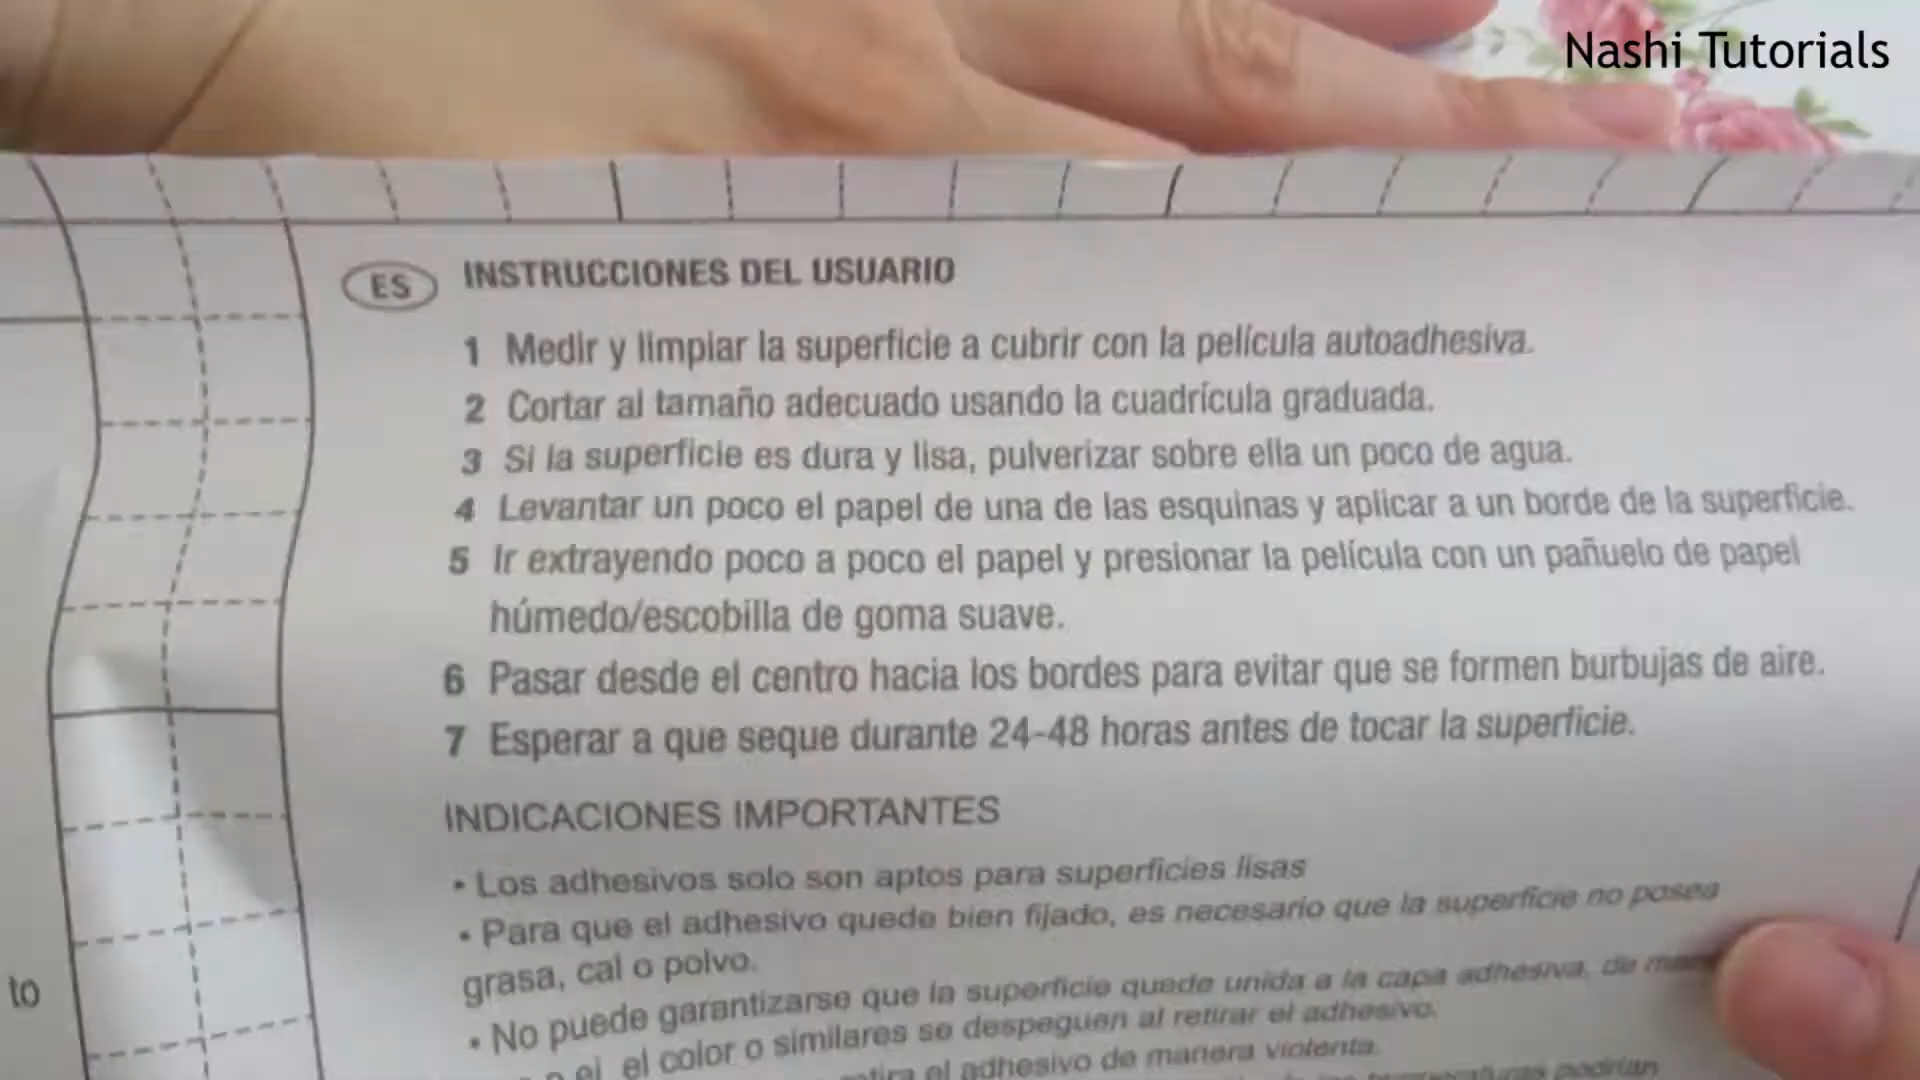 Nashi Tutorials
ES
INSTRUCCIONES DEL USUARIO
1 Medir y limpiar la superficie a cubrir con la película autoadhesiva.
2 Cortar al tamaño adecuado usando la cuadrícula graduada.
3 Si la superficie es dura y lisa, pulverizar sobre ella un poco de agua.
4 Levantar un poco el papel de una de las esquinas y aplicar a un borde de la superficie.
5 Ir extrayendo poco a poco el papel y presionar la película con un pañuelo de papel
húmedo/escobilla de goma suave.
6 Pasar desde el centro hacia los bordes para evitar que se formen burbujas de aire.
7 Esperar a que seque durante 24-48 horas antes de tocar la superficie.
INDICACIONES IMPORTANTES
• Los adhesivos solo son aptos para superficies lisas
• Para que el adhesivo quede bien fijado, es necesario que la superficie no posea
grasa, cal o polvo.
• No puede garantizarse que la superficie quede unida a la capa adhesiva, de
el color o similares se despeguen al retirar el adhesivo.
el adhesivo de manera violenta.
podrían
to